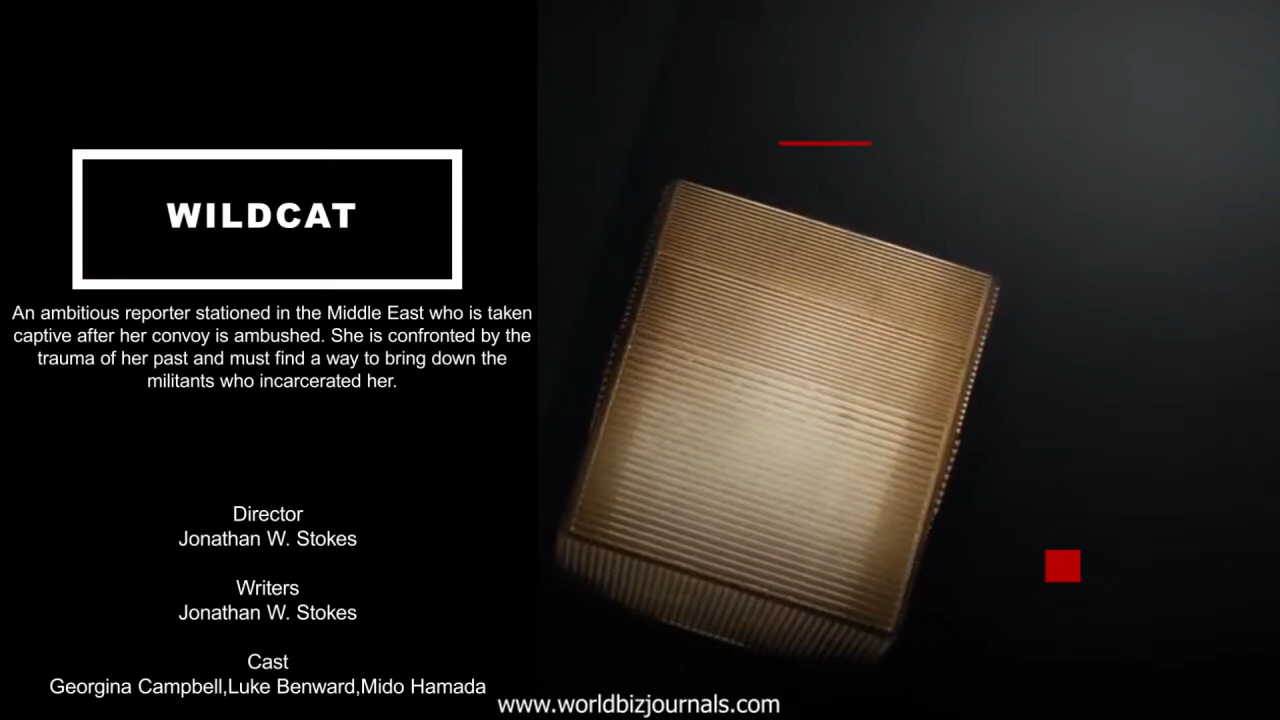 WILDCAT
An ambitious reporter stationed in the Middle East who is taken
captive after her convoy is ambushed. She is confronted by the
trauma of her past and must find a way to bring down the
militants who incarcerated her.
Director
Jonathan W. Stokes
Writers
Jonathan W. Stokes
Cast
Georgina Campbell,Luke Benward,Mido Hamada
www.worldbizjournals.com